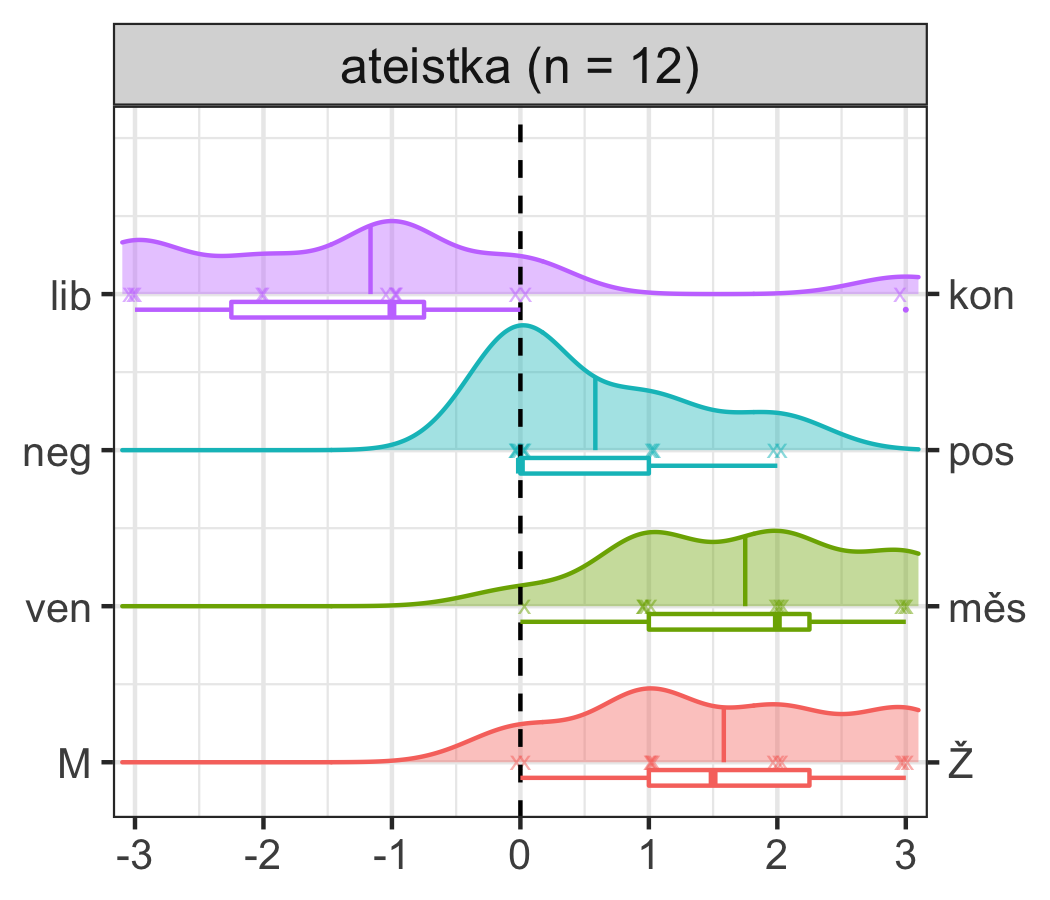 ateistka (n = 12)
lib kon
neg pos
ven měs
M Ž
-3 -2 -1 0 1 2 3